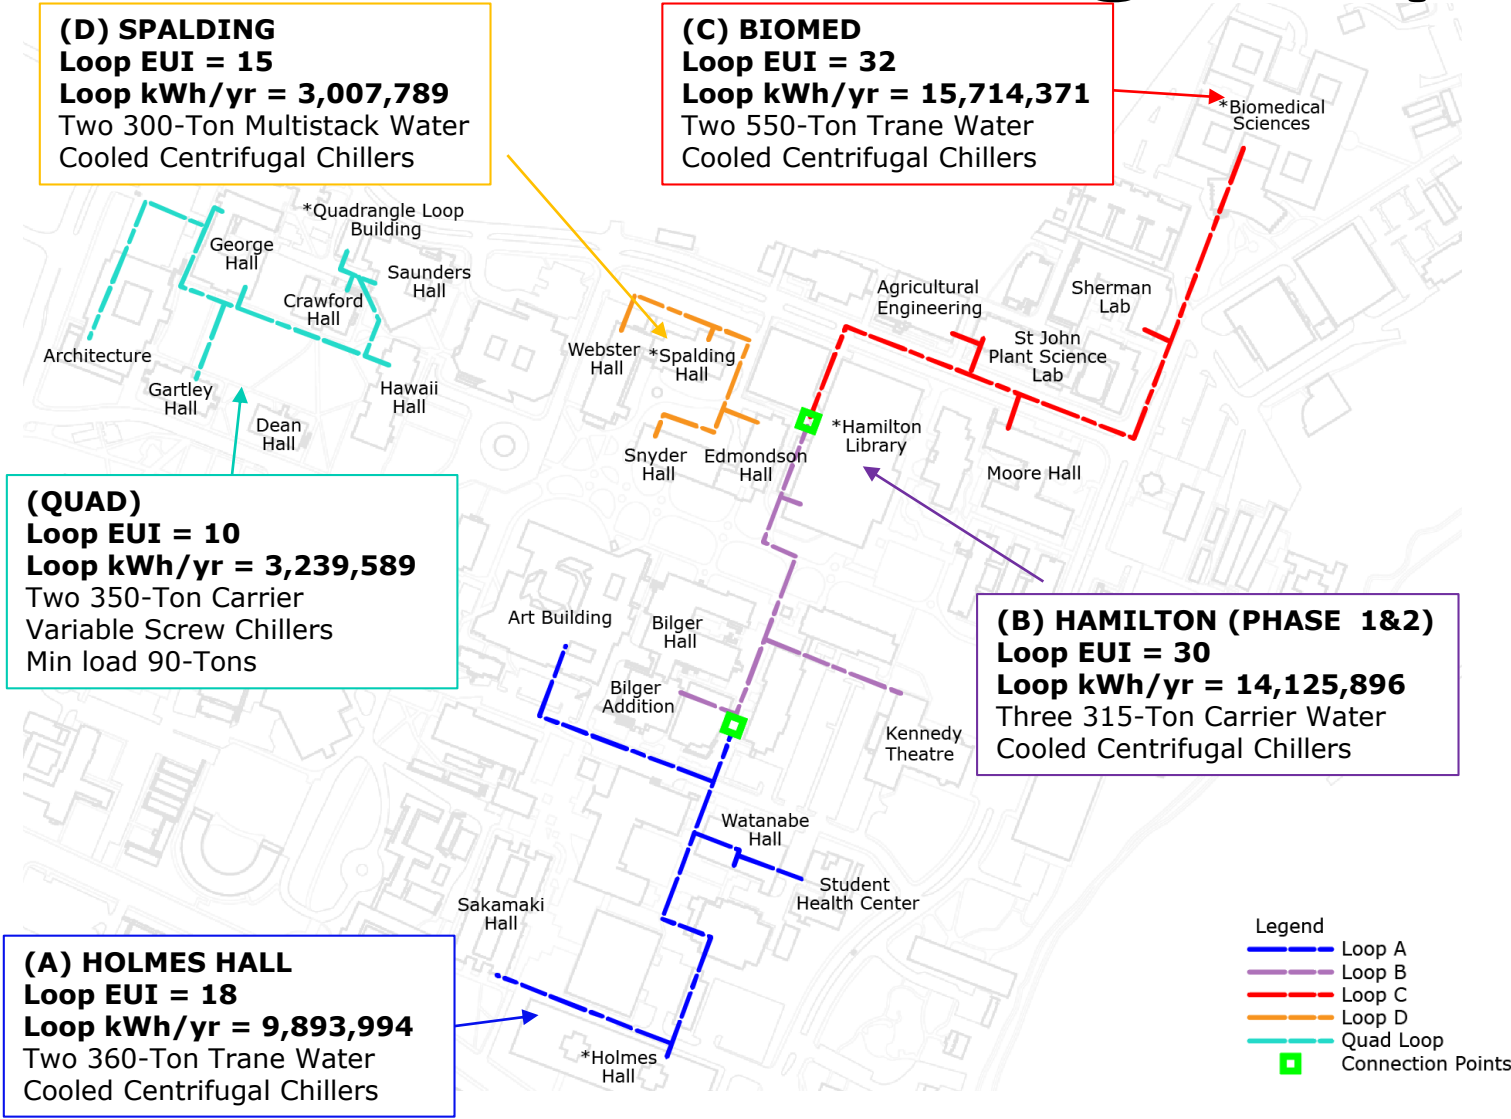 (D) SPALDING
Loop EUI = 15
Loop kWh/yr = 3,007,789
Two 300-Ton Multistack Water
Cooled Centrifugal Chillers
(C) BIOMED
Loop EUI = 32
Loop kWh/yr = 15,714,371
Two 550-Ton Trane Water
Cooled Centrifugal Chillers
*Biomedical
Sciences
*Quadrangle Loop
Building
George
Hall
Saunders
Hall
Crawford
Hall
Architecture
Gartley
Hall
Dean
Hall
Hawaii
Hall
Webster
Hall
*Spalding
Hall
Snyder
Hall
Edmondson
Hall
Agricultural
Engineering
Sherman
Lab
St John
Plant Science
Lab
*Hamilton
Library
Moore Hall
(QUAD)
Loop EUI = 10
Loop kWh/yr = 3,239,589
Two 350-Ton Carrier
Variable Screw Chillers
Min load 90-Tons
(B) HAMILTON (PHASE 1&2)
Loop EUI = 30
Loop kWh/yr = 14,125,896
Three 315-Ton Carrier Water
Cooled Centrifugal Chillers
Art Building
Bilger
Hall
Bilger
Addition
Kennedy
Theatre
Watanabe
Hall
Student
Health Center
Sakamaki
Hall
*Holmes
Hall
(A) HOLMES HALL
Loop EUI = 18
Loop kWh/yr = 9,893,994
Two 360-Ton Trane Water
Cooled Centrifugal Chillers
Legend
Loop A
Loop B
Loop C
Loop D
Quad Loop
Connection Points